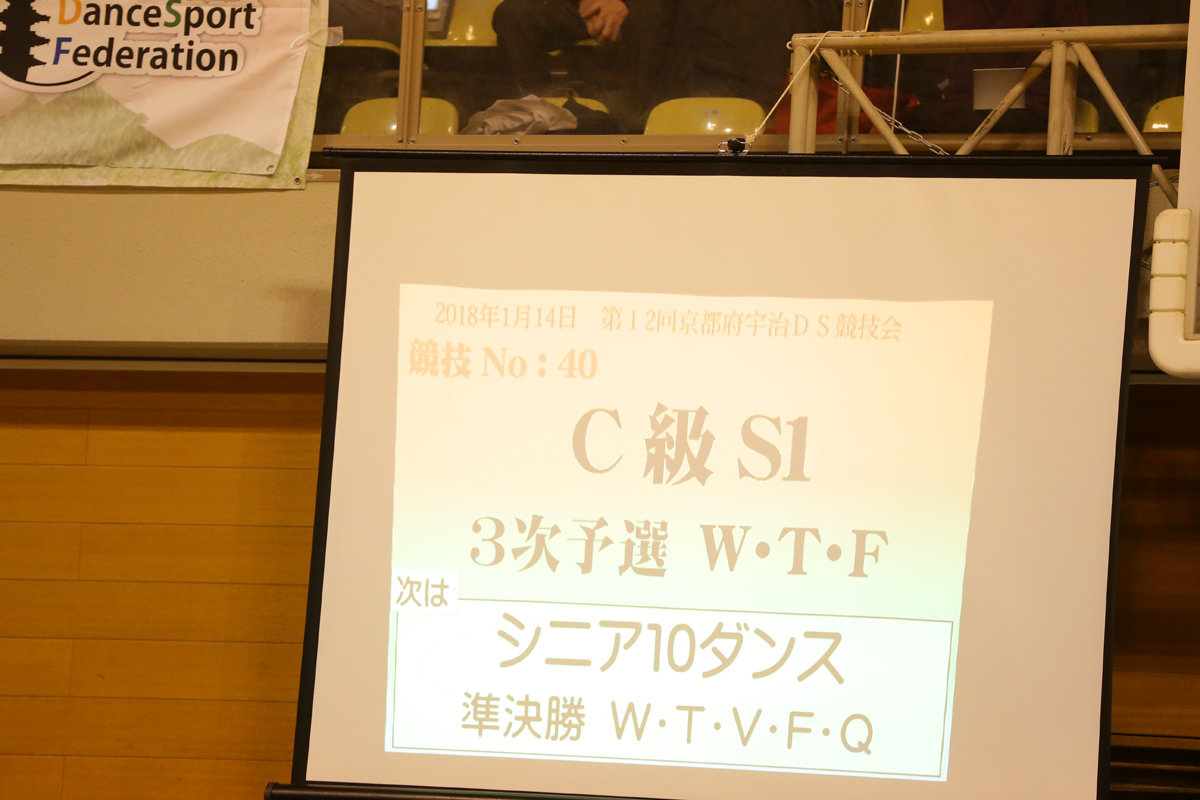 DanceSport
Federation
2018年1月14日 第12回京都府宇治DS競技会
競技 No:40
C 級 S1
3次予選 W・T・F
次は
シニア10ダンス
準決勝 W・T・V・F・Q